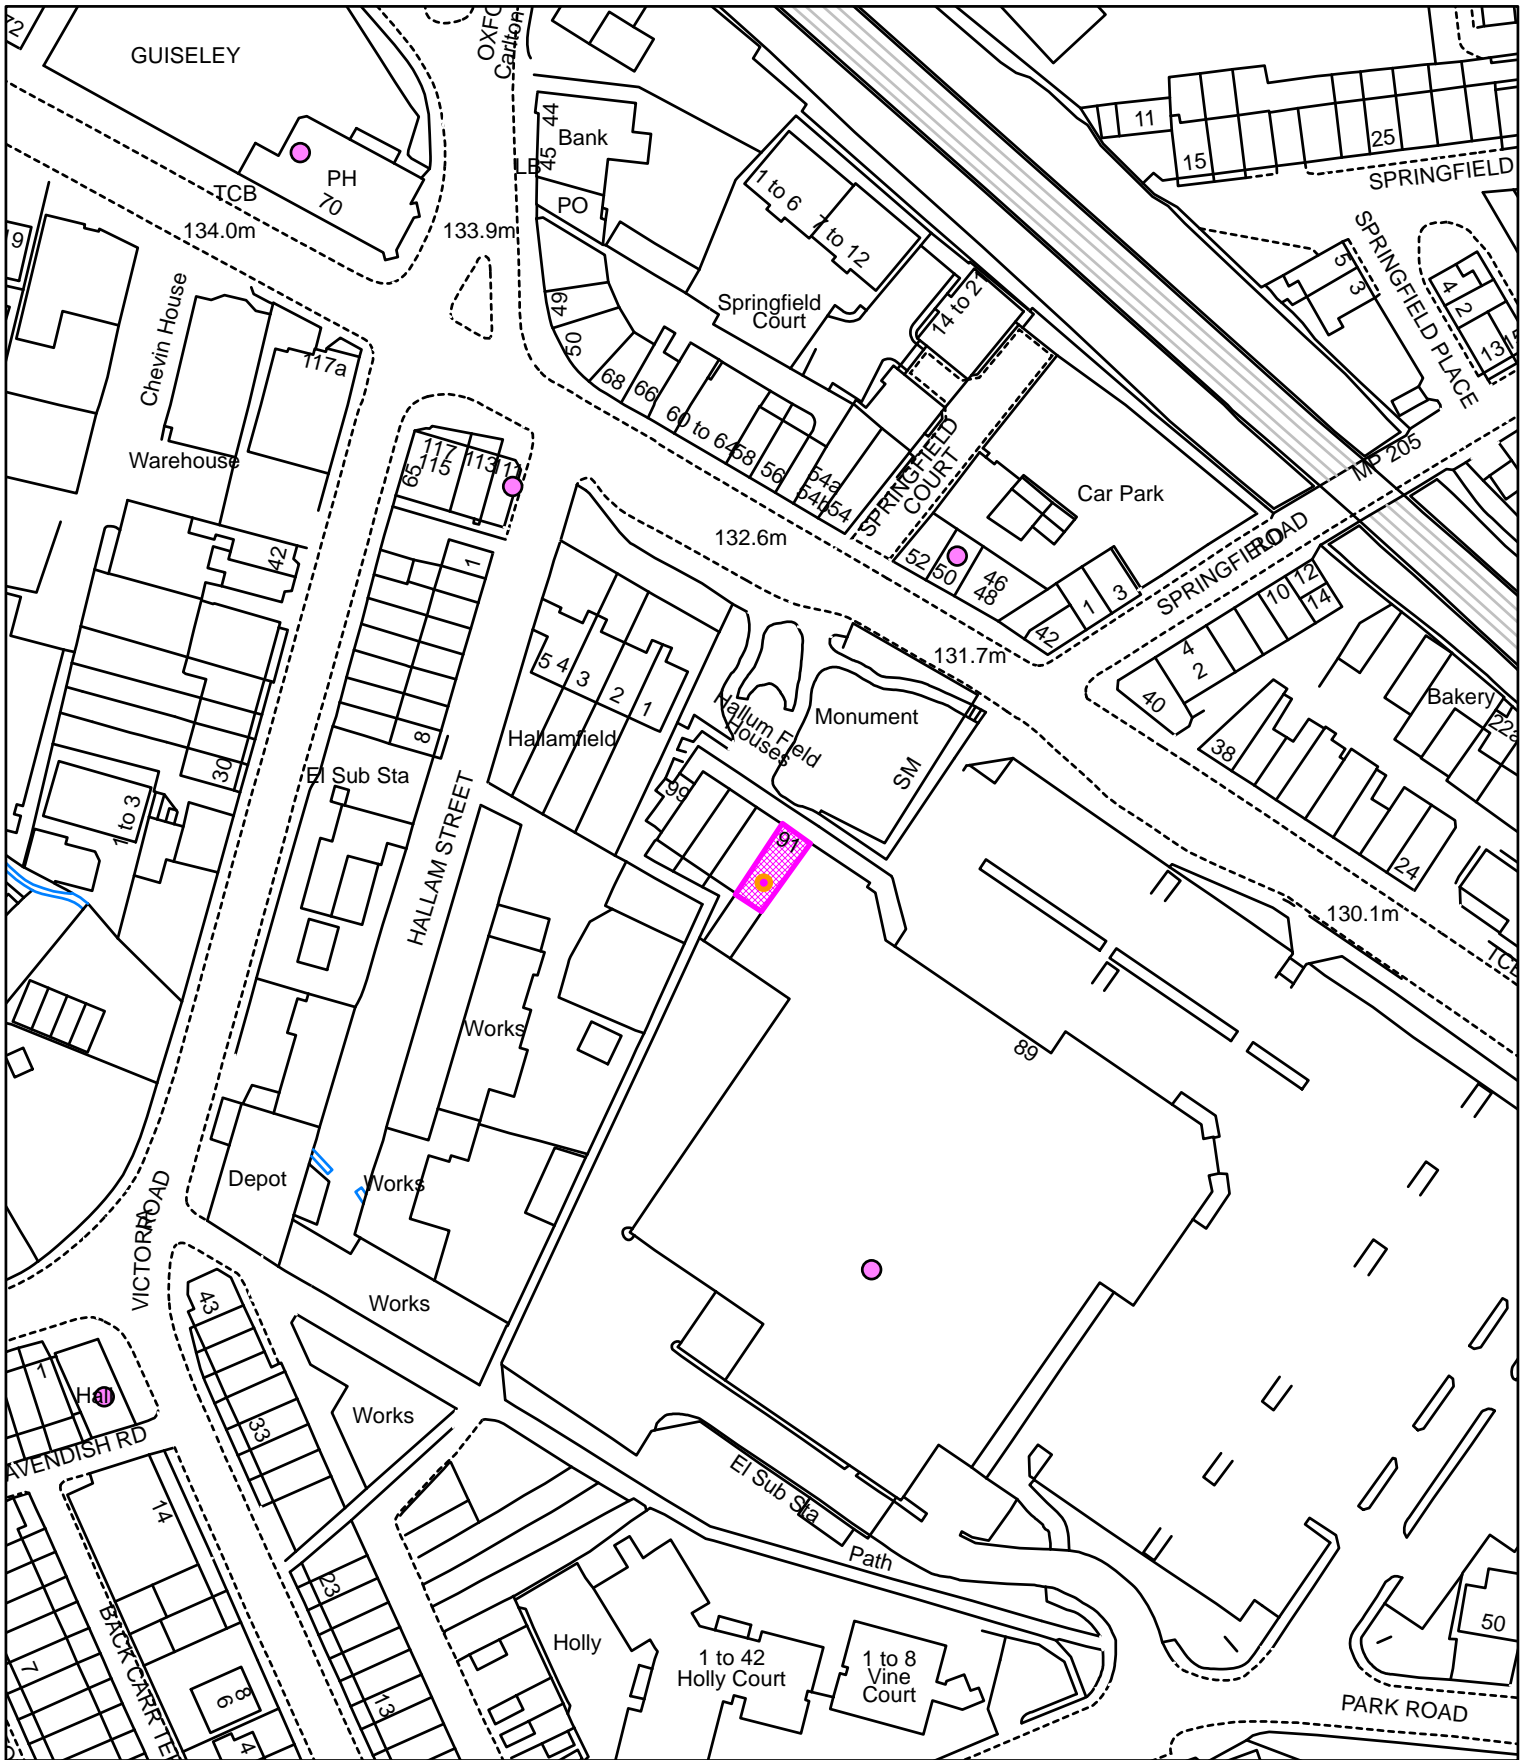 72
GUISELEY
OXFO
Carlton
44
Bank
45
LB
PO
PH
70
TCB
134.0m
133.9m
11
15
25
SPRINGFIELD
1 to 6
7 to 12
Springfield
Court
14 to 21
SPRINGFIELD PLACE
5
3
4
2
13
9
Chevin House
117a
49
50
68
66
60 to 64
58
56
54a
54b
54
SPRINGFIELD
COURT
Warehouse
117
115
113
111
65
Car Park
MP 205
132.6m
42
1
52
50
46
48
42
1
3
SPRINGFIELD
ROAD
12
10
14
4
2
40
131.7m
5
4
3
2
1
Hallum Field
Houses
Monument
SM
Bakery
22a
38
8
Hallamfield
El Sub Sta
30
1 to 3
99
91
24
HALLAM STREET
130.1m
TCB
Works
89
Depot
Works
VICTORIA
ROAD
Works
43
1
Hall
Works
33
CAVENDISH RD
14
El Sub Sta
Path
23
BACK CARR TER
Holly
1 to 42
Holly Court
1 to 8
Vine
Court
50
7
8
6
13
4
PARK ROAD